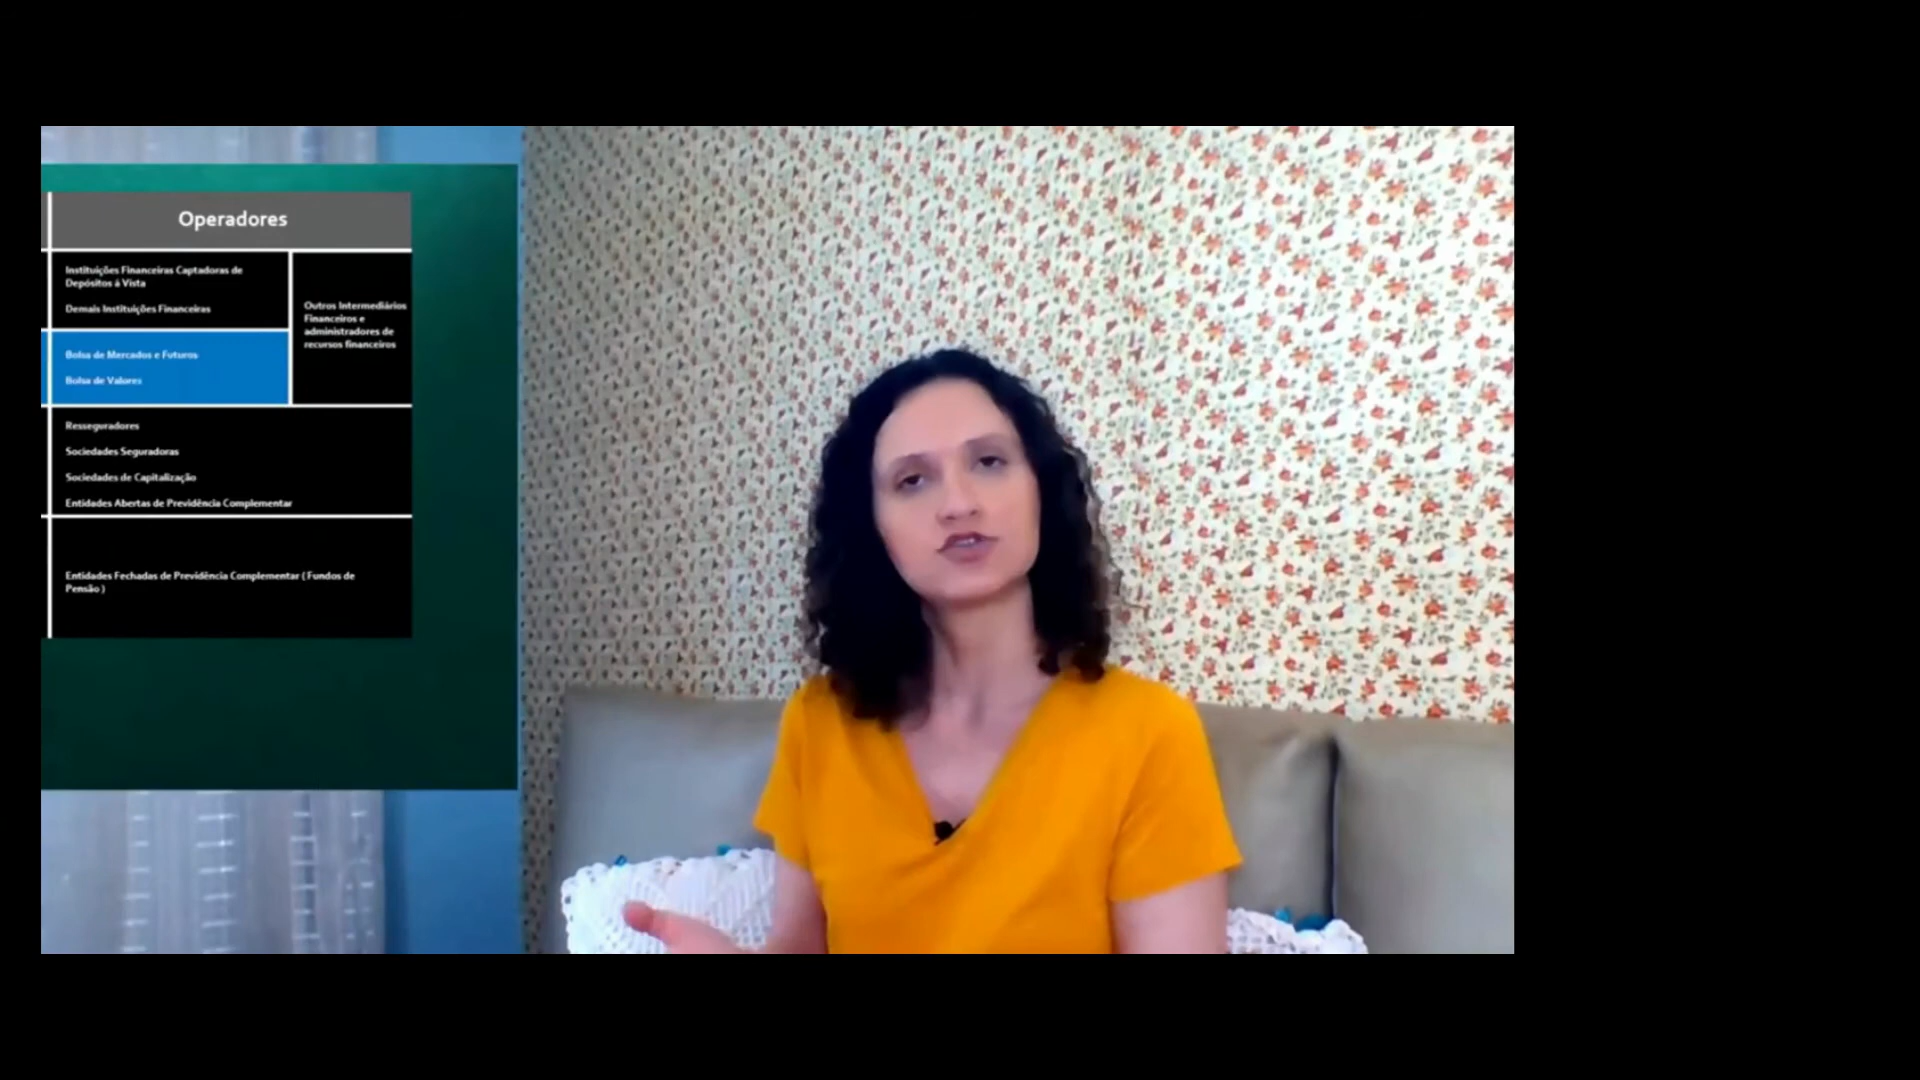 Operadores
Instituições Financeiras Captadoras de
Depósitos à Vista
Demais Instituições Financeiras
Outros Intermediários
Financeiros e
administradores de
recursos financeiros
Bolsa de Mercados e Futuros
Bolsa de Valores
Resseguradores
Sociedades Seguradoras
Sociedades de Capitalização
Entidades Abertas de Previdência Complementar
Entidades Fechadas de Previdência Complementar ( Fundos de
Pensão )